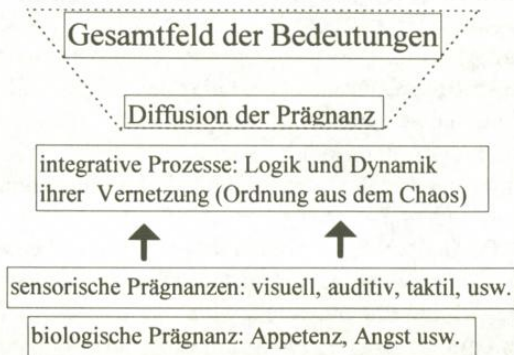 Gesamtfeld der Bedeutungen
Diffusion der Prägnanz
integrative Prozesse: Logik und Dynamik
ihrer Vernetzung (Ordnung aus dem Chaos)
sensorische Prägnanzen: visuell, auditiv, taktil, usw.
biologische Prägnanz: Appetenz, Angst usw.